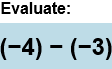 Evaluate:
(−4) − (−3)